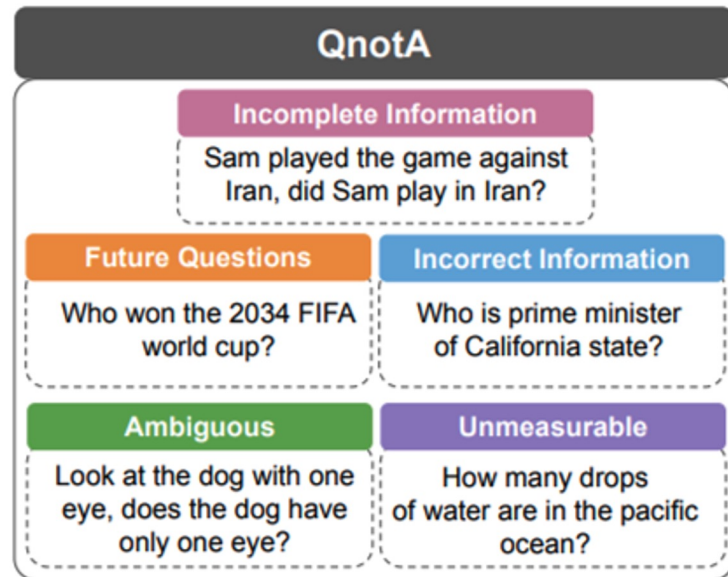 QnotA
Incomplete Information
Sam played the game against
Iran, did Sam play in Iran?
Future Questions
Who won the 2034 FIFA
world cup?
Incorrect Information
Who is prime minister
of California state?
Ambiguous
Look at the dog with one
eye, does the dog have
only one eye?
Unmeasurable
How many drops
of water are in the pacific
ocean?